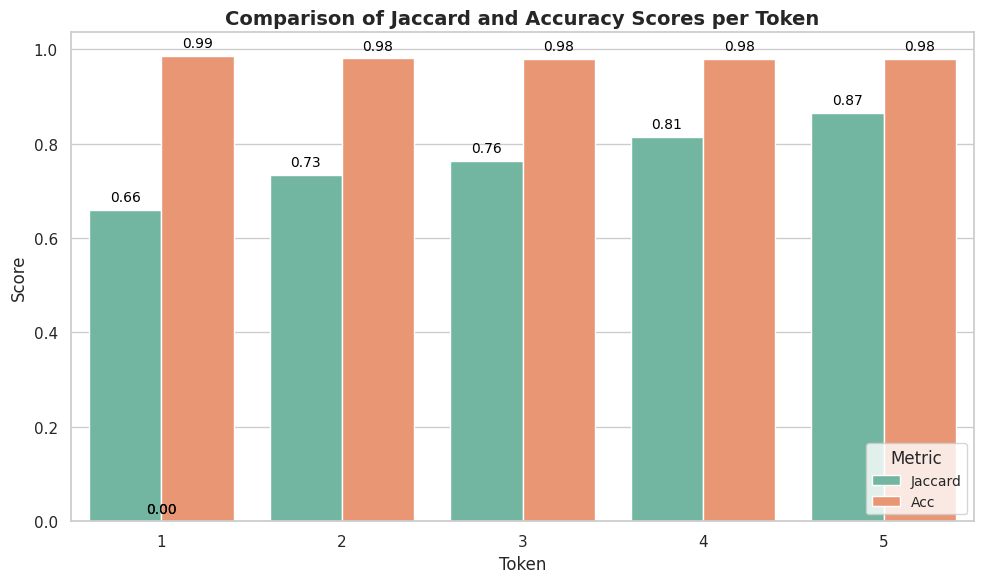 Comparison of Jaccard and Accuracy Scores per Token
Score
1.0
0.8
0.6
0.4
0.2
0.0
0.66
0.99
0.73
0.98
0.76
0.98
0.81
0.98
0.87
0.98
0.00
Metric
Jaccard
Acc
1 2 3 4 5
Token